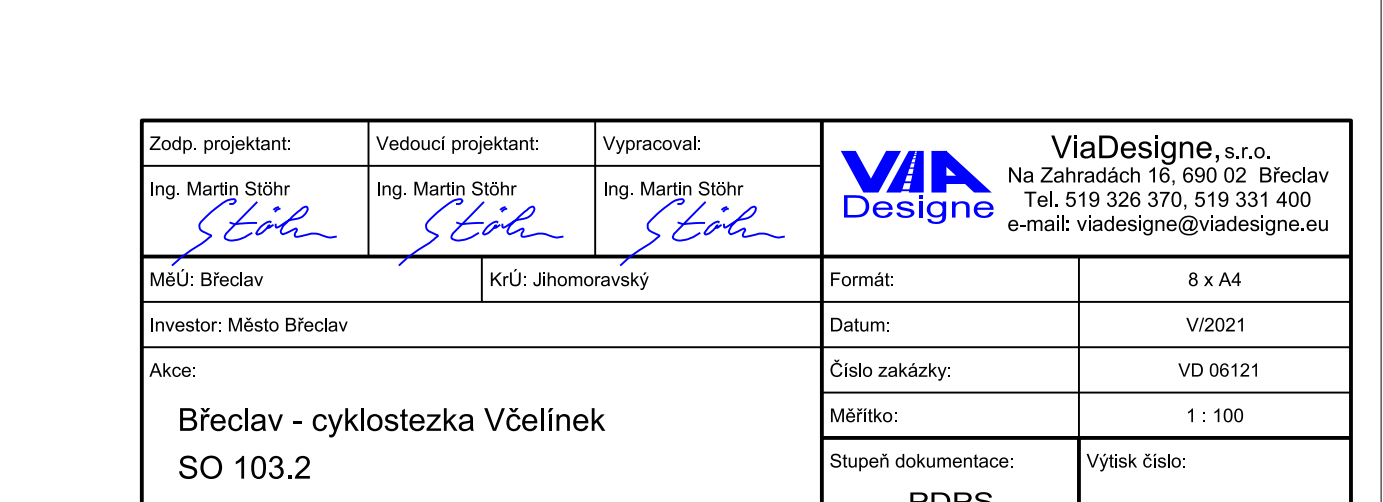 Zodp. projektant:
Vedoucí projektant:
Vypracoval:
Ing. Martin Stöhr
Ing. Martin Stöhr
Ing. Martin Stöhr
Stöhr
Stöhr
Stöhr
VIA
Designe
ViaDesigne, s.r.o.
Na Zahradách 16, 690 02 Břeclav
Tel. 519 326 370, 519 331 400
e-mail: viadesigne@viadesigne.eu
MěÚ: Břeclav
KrÚ: Jihomoravský
Formát:
8 x A4
Investor: Město Břeclav
Datum:
V/2021
Akce:
Číslo zakázky:
VD 06121
Břeclav - cyklostezka Včelínek
Měřítko:
1 : 100
SO 103.2
Stupeň dokumentace:
Výtisk číslo: